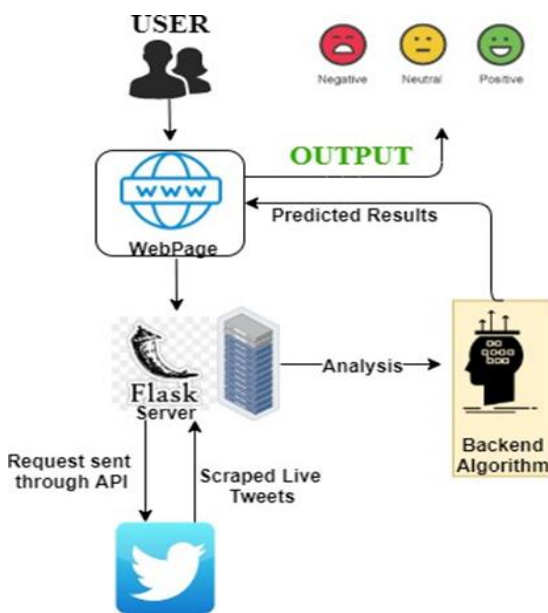 USER
Negative
Neutral
Positive
OUTPUT
WWW
WebPage
Predicted Results
Flask
Server
Analysis
Backend
Algorithm
Request sent
through API
Scraped Live
Tweets